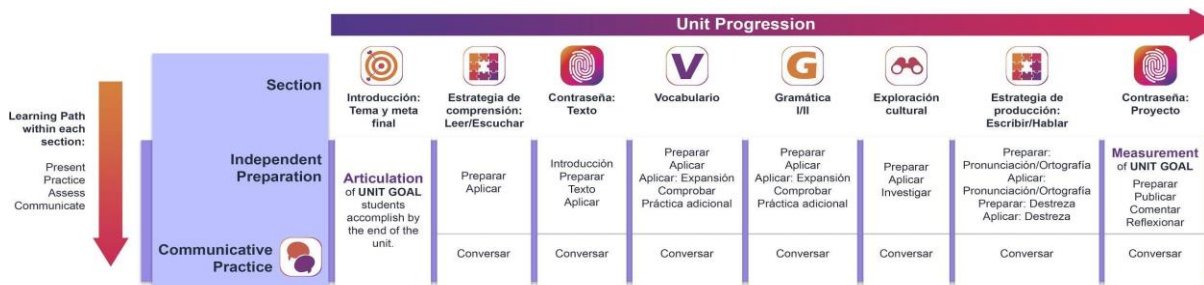 Unit Progression
Section
Introducción:
Tema y meta
final
Estrategia de
comprensión:
Leer/Escuchar
Contraseña:
Texto
V
Vocabulario
G
Gramática
I/II
Exploración
cultural
Estrategia de
producción:
Escribir/Hablar
Contraseña:
Proyecto
Learning Path
within each
section:
Present
Practice
Assess
Communicate
Independent
Preparation
Articulation
of UNIT GOAL
students
accomplish by
the end of the
unit.
Preparar
Aplicar
Introducción
Preparar
Texto
Aplicar
Preparar
Aplicar
Aplicar: Expansión
Comprobar
Práctica adicional
Preparar
Aplicar
Aplicar: Expansión
Comprobar
Práctica adicional
Preparar
Aplicar
Investigar
Preparar:
Pronunciación/Ortografía
Aplicar:
Pronunciación/Ortografía
Preparar: Destreza
Aplicar: Destreza
Measurement
of UNIT GOAL
Preparar
Publicar
Comentar
Reflexionar
Communicative
Practice
Conversar
Conversar
Conversar
Conversar
Conversar
Conversar
Conversar